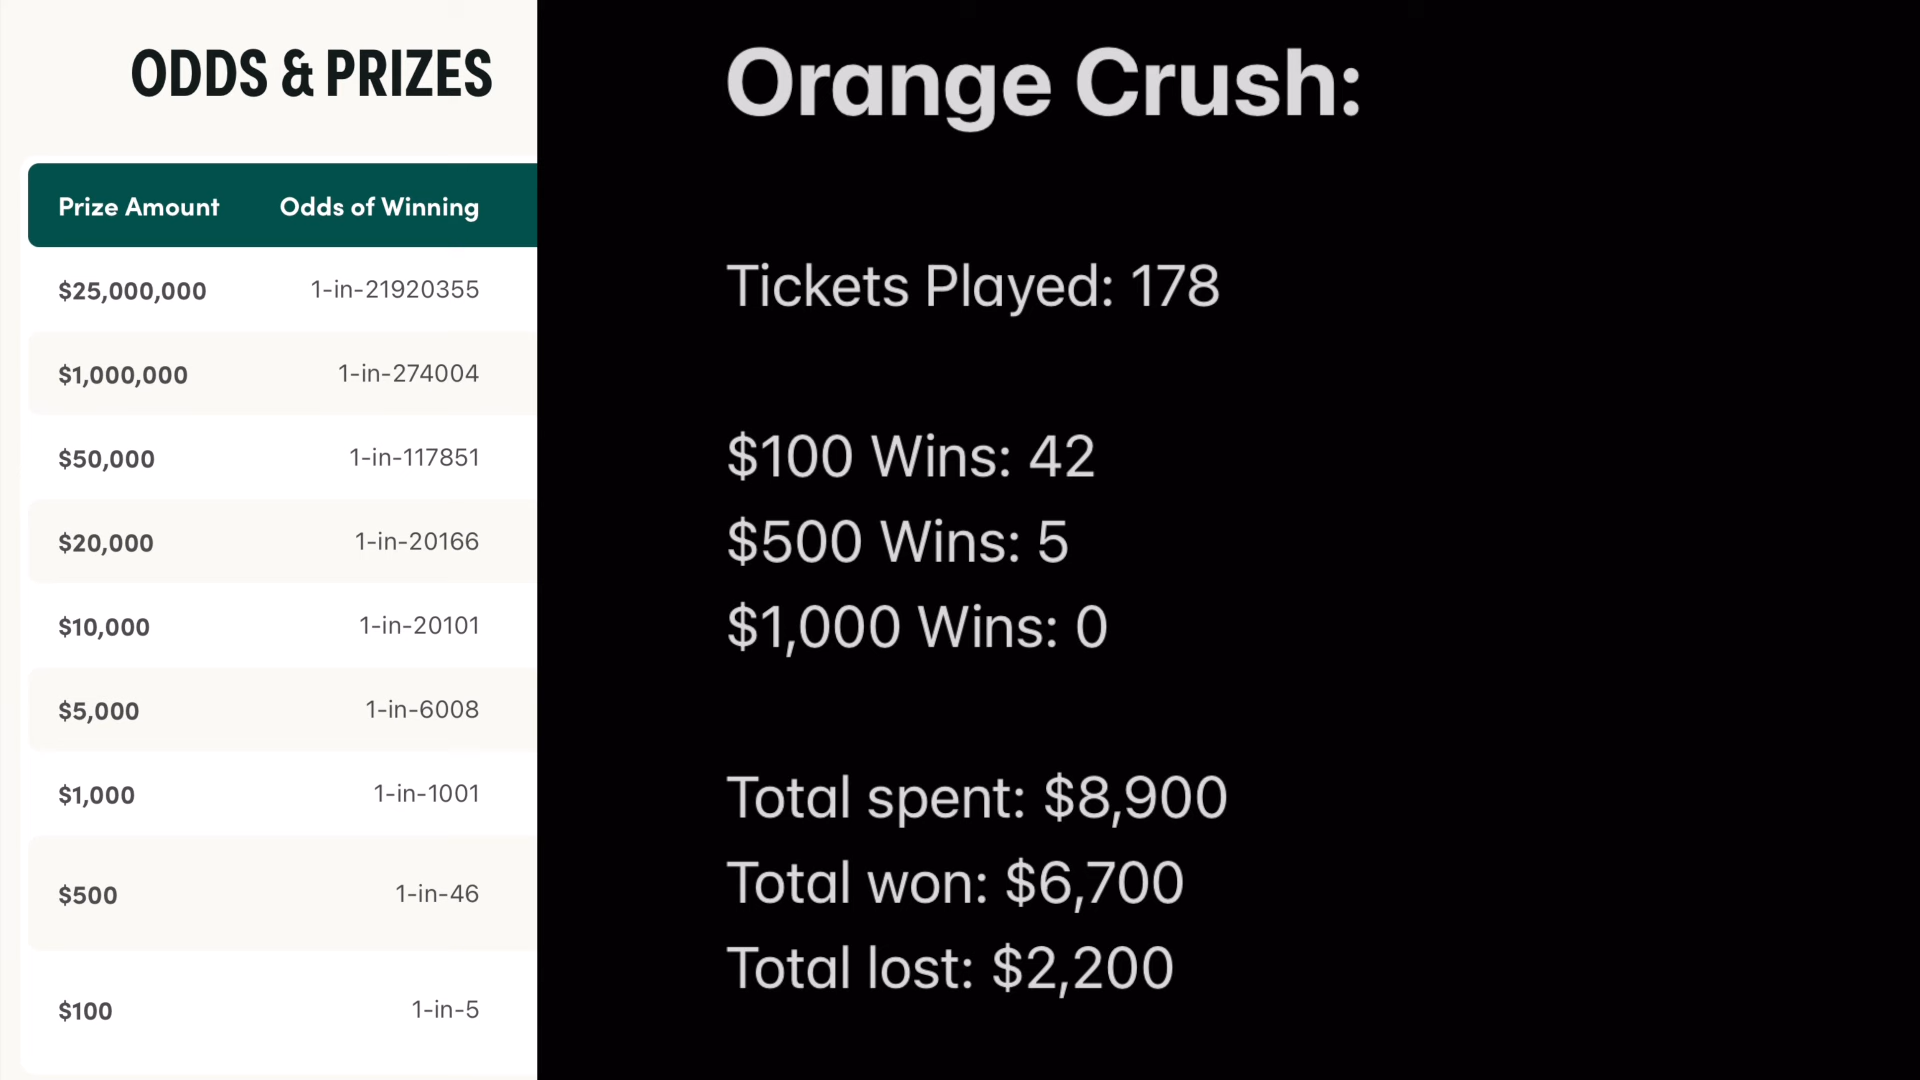 ODDS & PRIZES
Prize Amount Odds of Winning
$25,000,000 1-in-21920355
$1,000,000 1-in-274004
$50,000 1-in-117851
$20,000 1-in-20166
$10,000 1-in-20101
$5,000 1-in-6008
$1,000 1-in-1001
$500 1-in-46
$100 1-in-5
Orange Crush:
Tickets Played: 178
$100 Wins: 42
$500 Wins: 5
$1,000 Wins: 0
Total spent: $8,900
Total won: $6,700
Total lost: $2,200